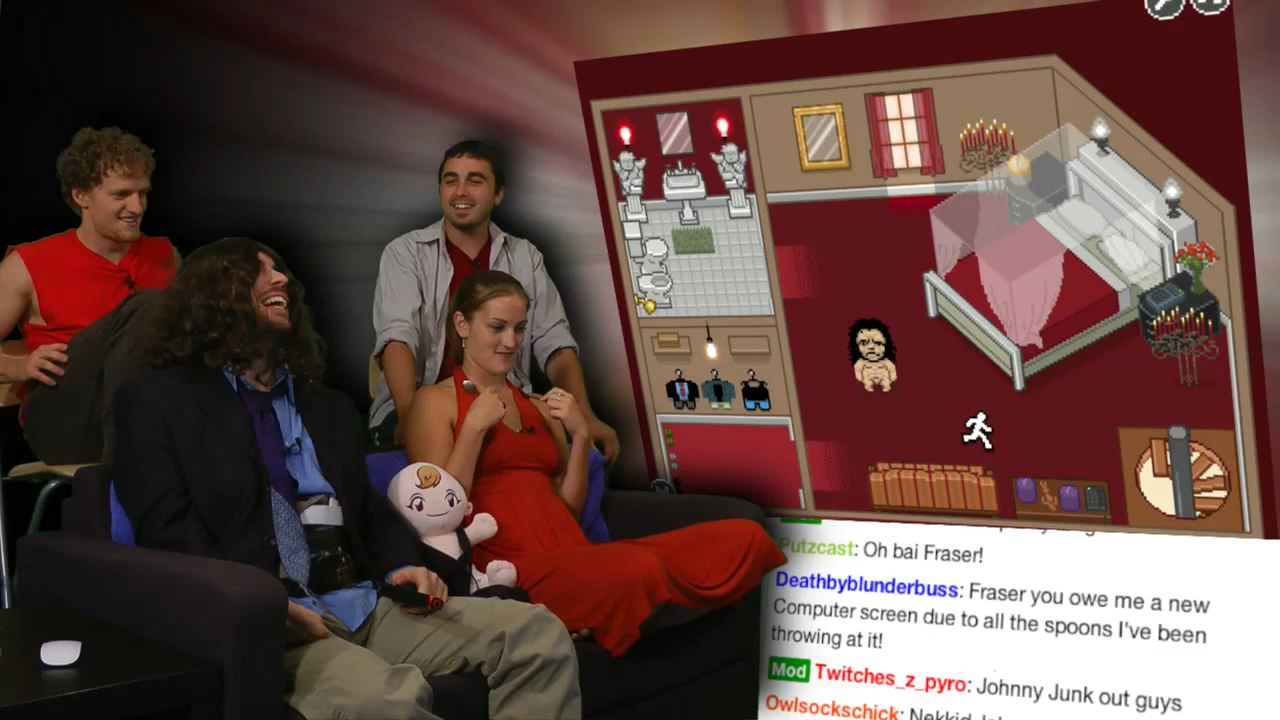 Putzcast: Oh bai Fraser!
Deathbyblunderbuss: Fraser you owe me a new
Computer screen due to all the spoons I've been
throwing at it!
Mod Twitches_z_pyro: Johnny Junk out guys
Owlsockschick: Nekkid